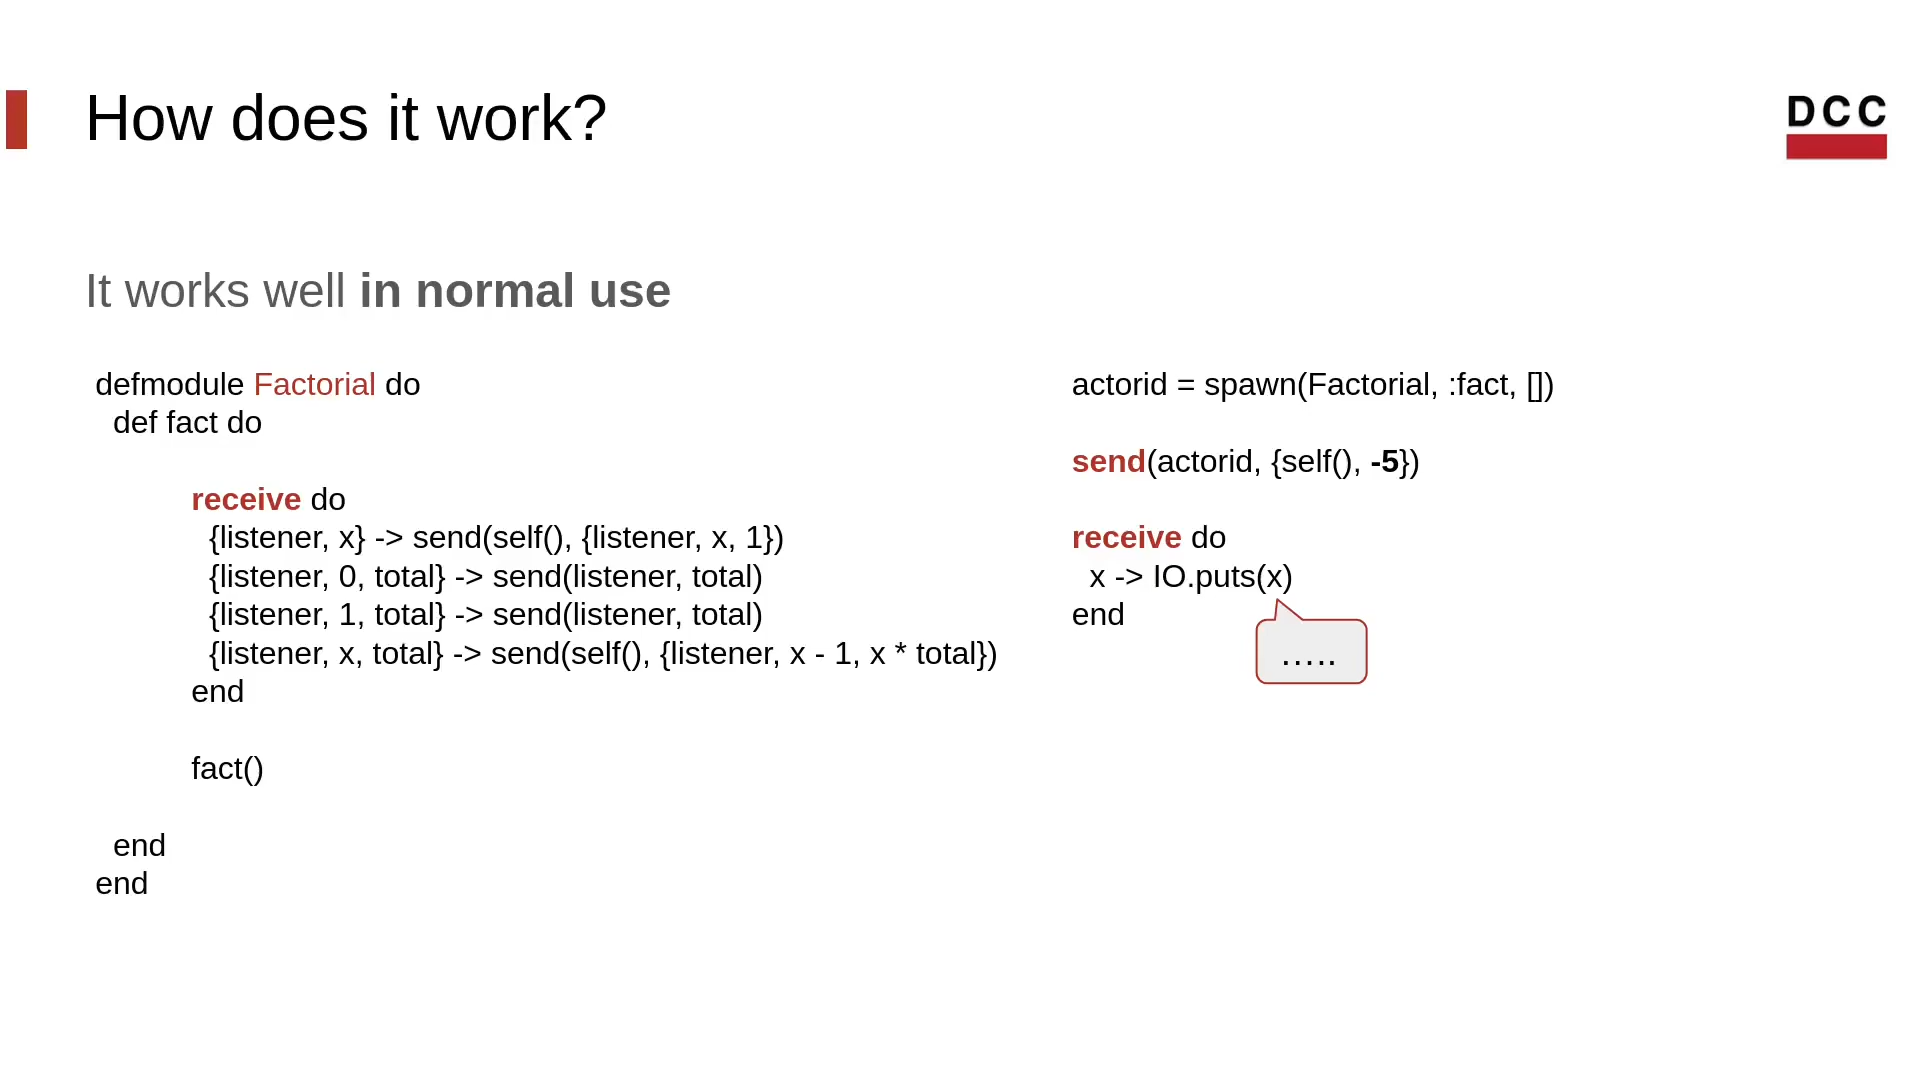 How does it work?
DCC
It works well in normal use
defmodule Factorial do
def fact do
receive do
{listener, x} -> send(self(), {listener, x, 1})
{listener, 0, total} -> send(listener, total)
{listener, 1, total} -> send(listener, total)
{listener, x, total} -> send(self(), {listener, x - 1, x * total})
end
fact()
end
end
actorid = spawn(Factorial, :fact, [])
send(actorid, {self(), -5})
receive do
x -> IO.puts(x)
end
.....